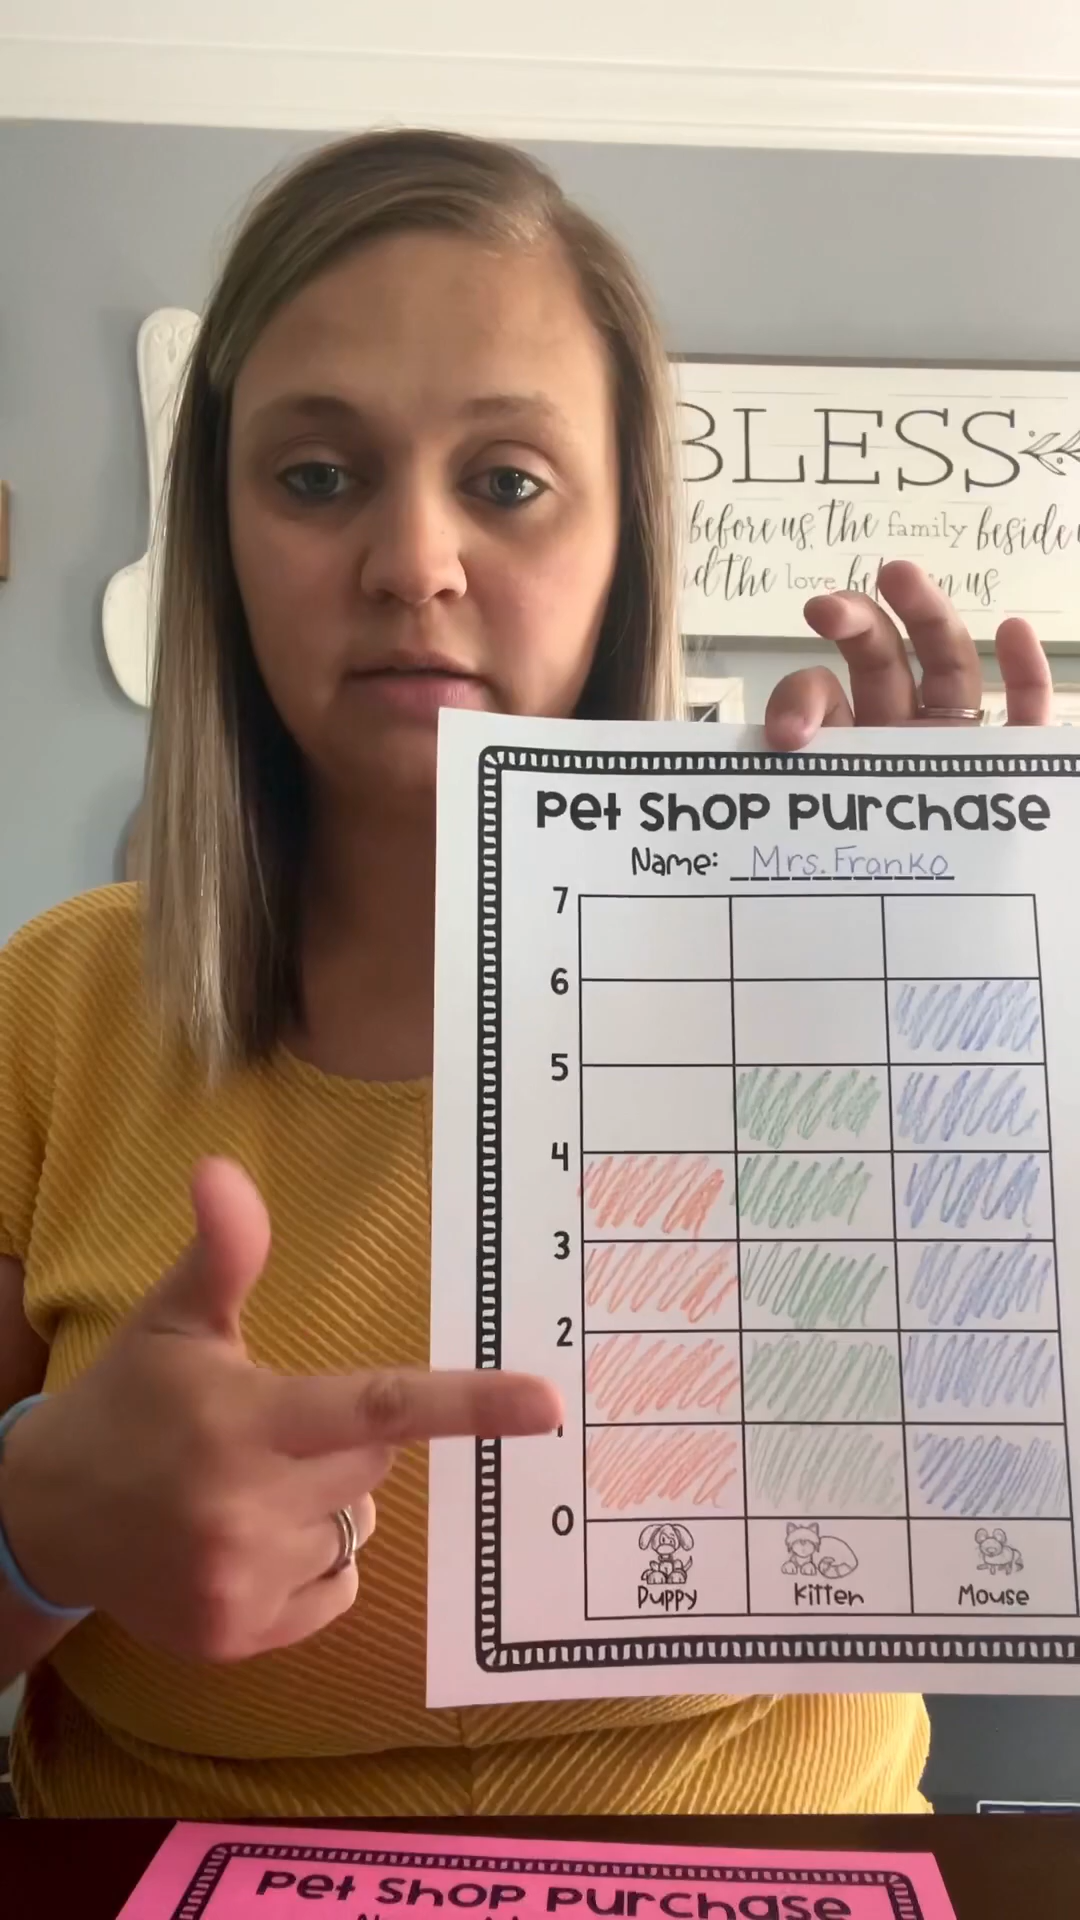 BLESS
before us, the family beside
the love
us
Pet Shop Purchase
Name: Mrs. Franko
7
6
5
4
3
2
0
Puppy Kitten Mouse
Pet Shop Purchase